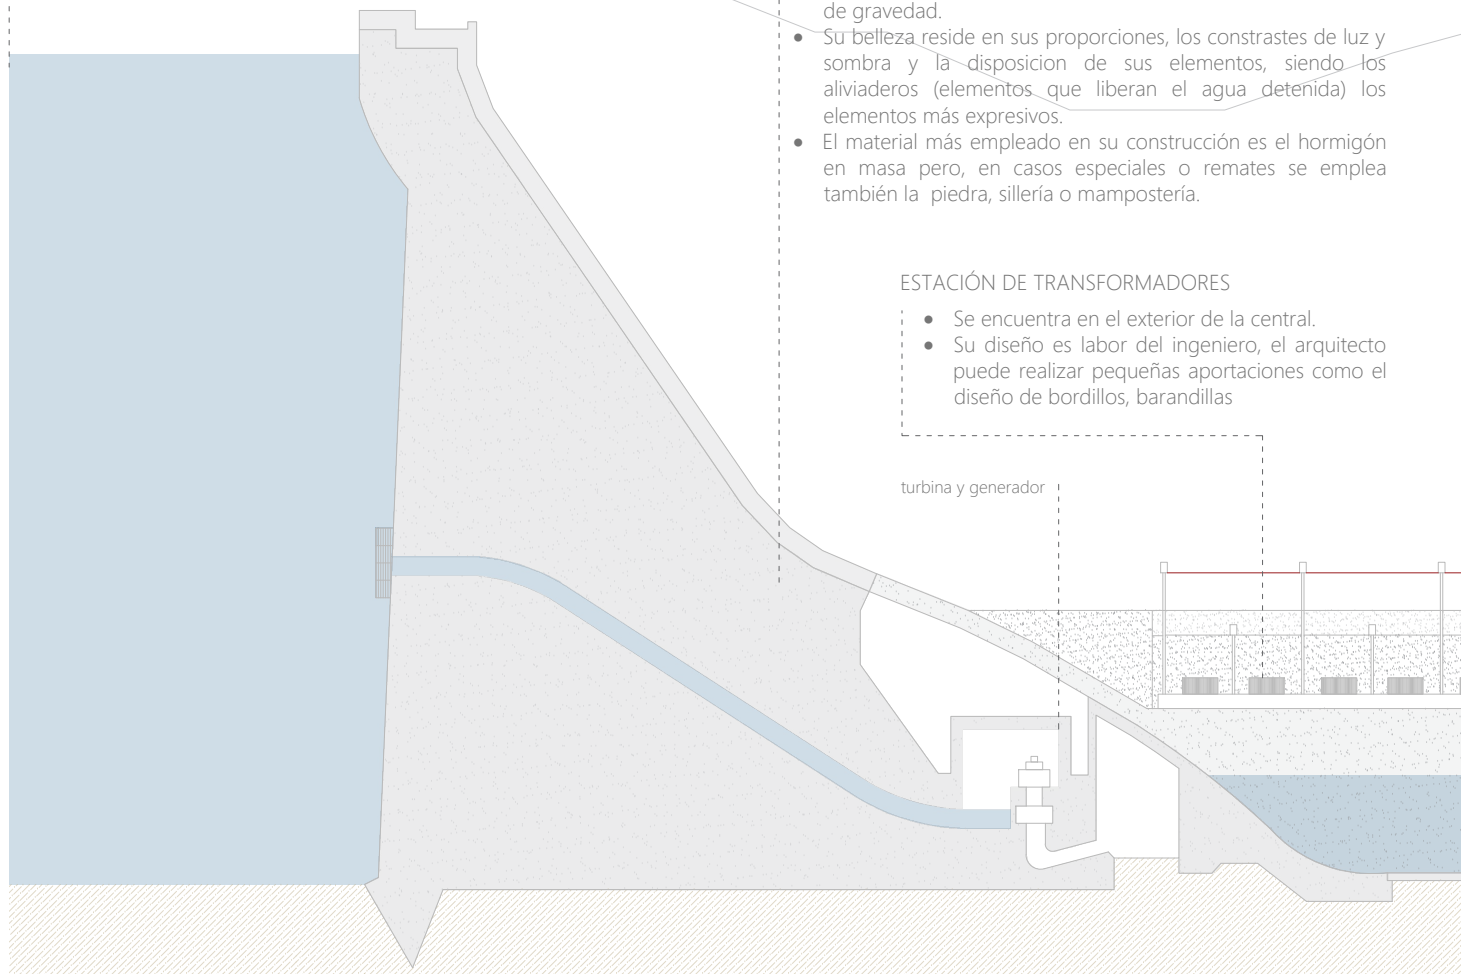 de gravedad.
• Su belleza reside en sus proporciones, los constrastes de luz y
sombra y la disposicion de sus elementos, siendo los
aliviaderos (elementos que liberan el agua detenida) los
elementos más expresivos.
• El material más empleado en su construcción es el hormigón
en masa pero, en casos especiales o remates se emplea
también la piedra, sillería o mampostería.
ESTACIÓN DE TRANSFORMADORES
• Se encuentra en el exterior de la central.
• Su diseño es labor del ingeniero, el arquitecto
puede realizar pequeñas aportaciones como el
diseño de bordillos, barandillas
turbina y generador